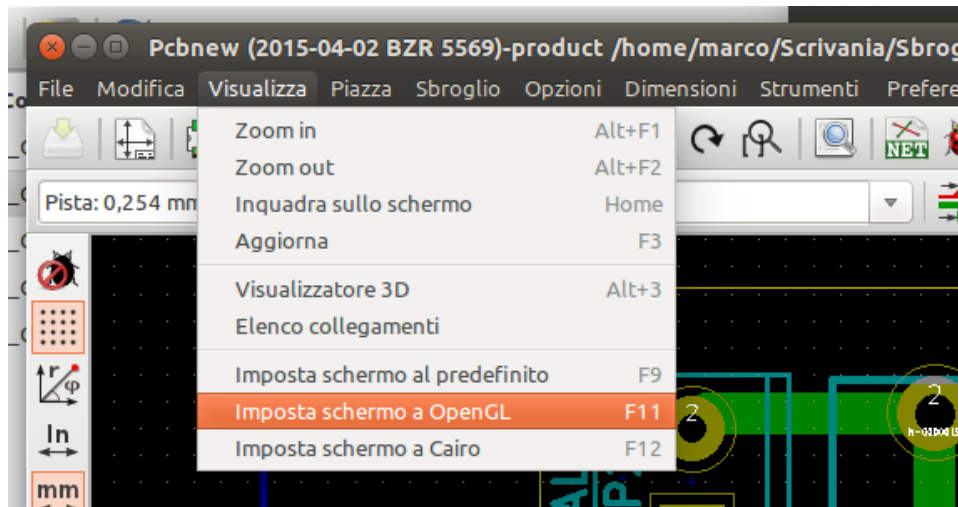 Pcbnew (2015-04-02 BZR 5569)-product /home/marco/Scrivania/Sbrog
File Modifica Visualizza Piazza Sbroglio Opzioni Dimensioni Strumenti Prefere
Zoom in Alt+F1
Zoom out Alt+F2
NET
Pista: 0,254 mm
Inquadra sullo schermo Home
Aggiorna F3
Visualizzatore 3D Alt+3
Elenco collegamenti
Imposta schermo al predefinito F9
Imposta schermo a OpenGL F11
Imposta schermo a Cairo F12
In
mm
2
2